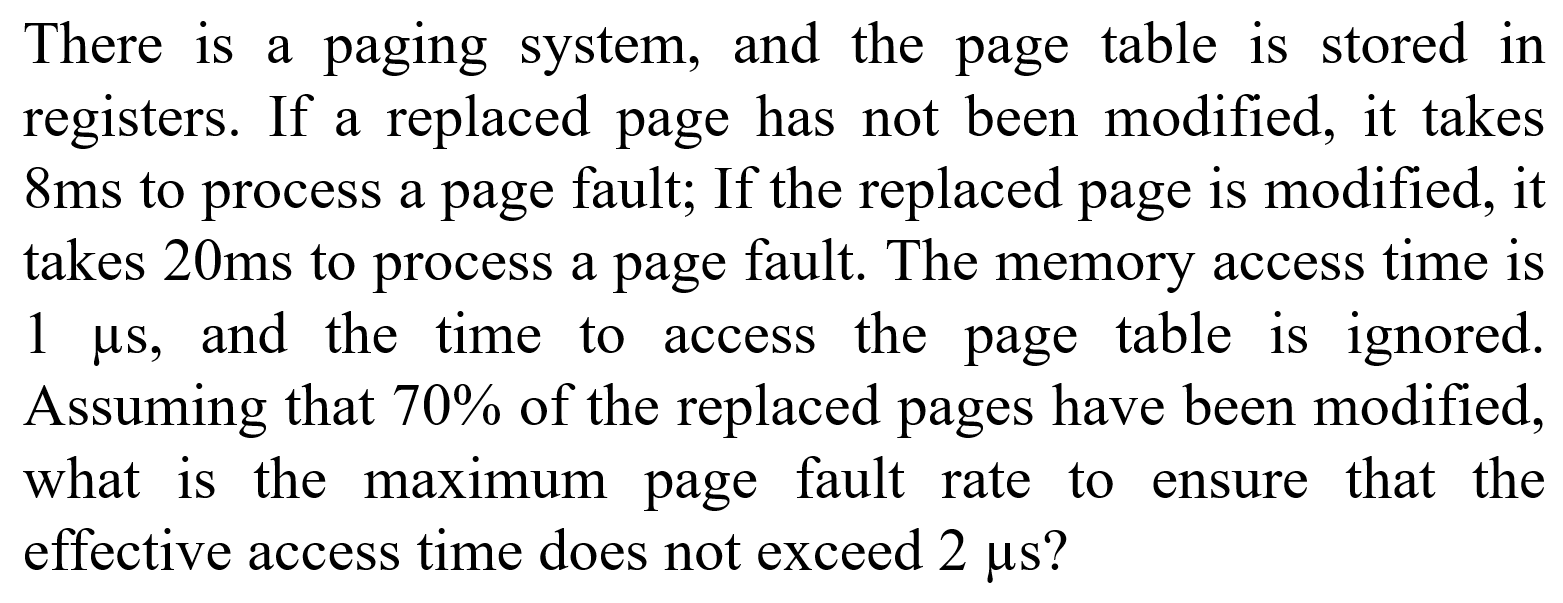 There is a paging system, and the page table is stored in
registers. If a replaced page has not been modified, it takes
8ms to process a page fault; If the replaced page is modified, it
takes 20ms to process a page fault. The memory access time is
1 μs, and the time to access the page table is ignored.
Assuming that 70% of the replaced pages have been modified,
what is the maximum page fault rate to ensure that the
effective access time does not exceed 2 μs?